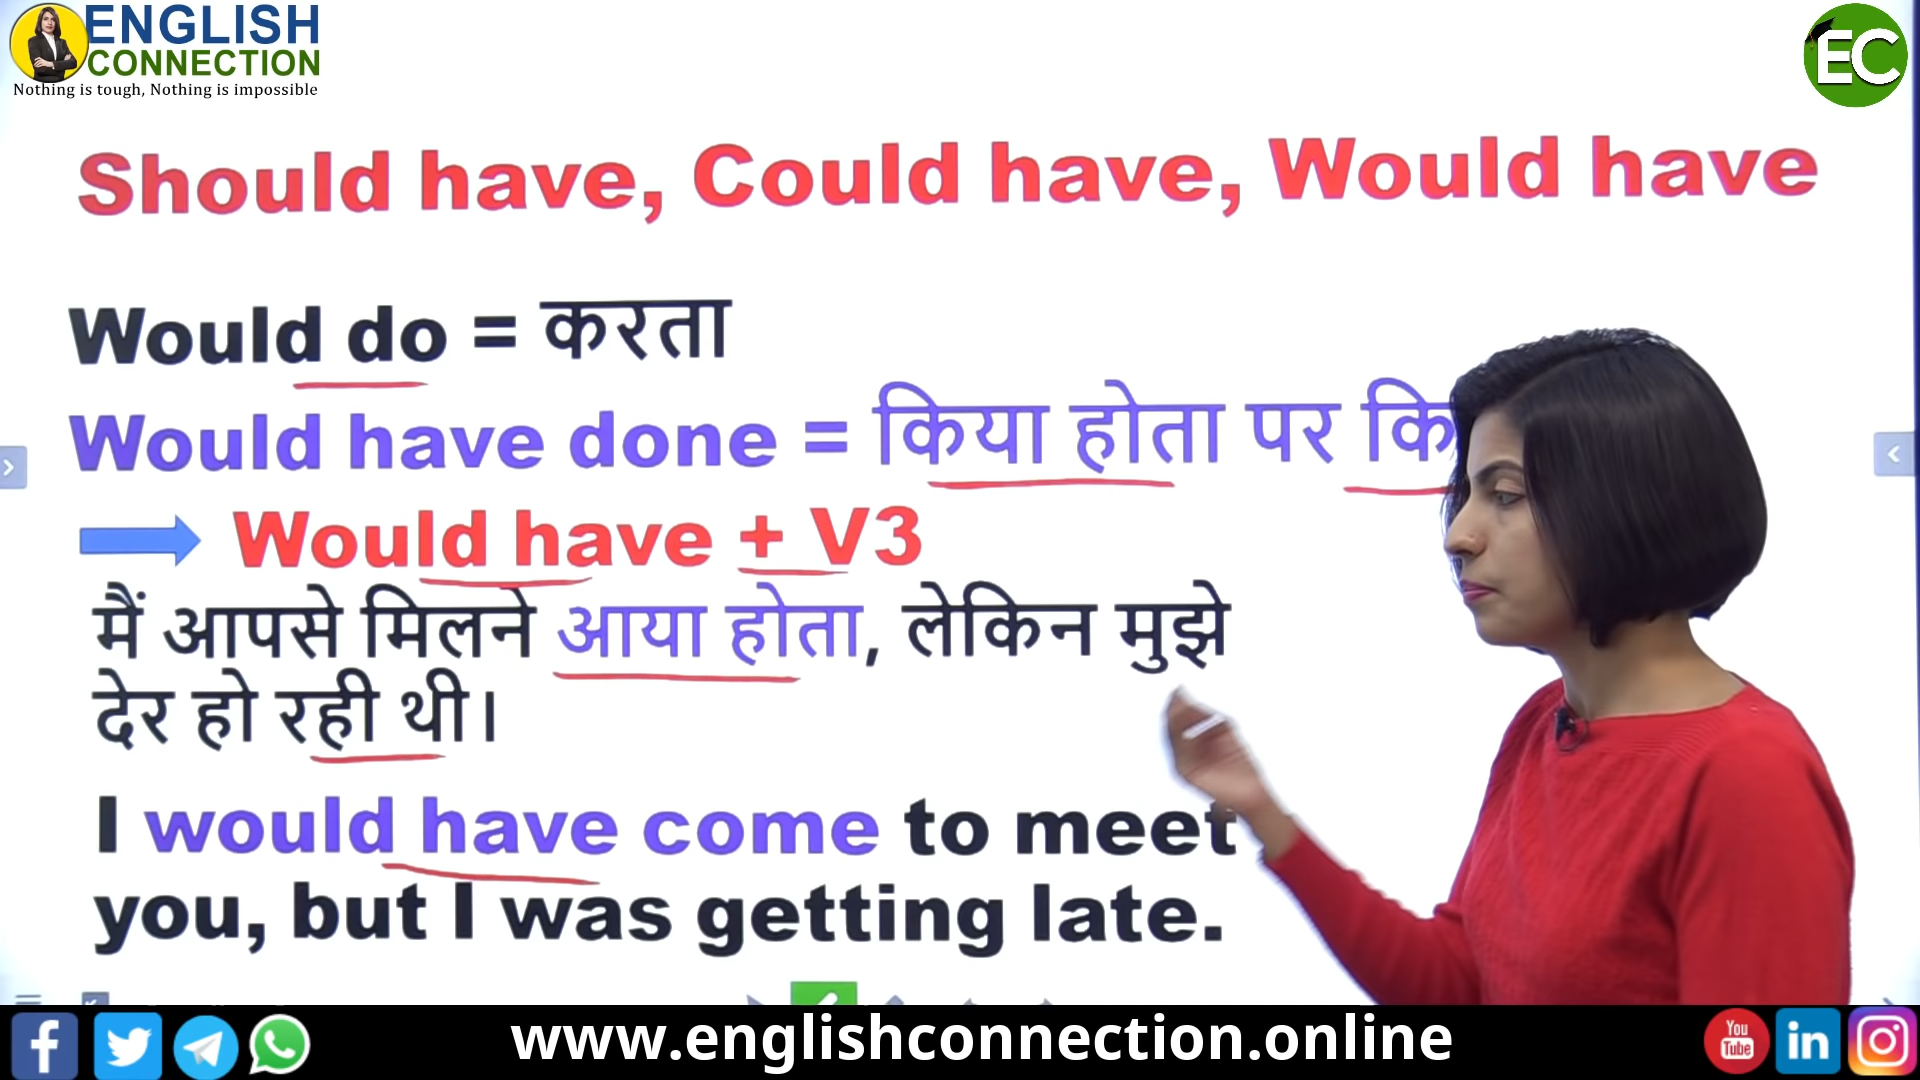 ENGLISH
CONNECTION
Nothing is tough, Nothing is impossible
EC
Should have, Could have, Would have
Would do = करता
Would have done = किया होता पर
Would have + V3
मैं आपसे मिलने आया होता, लेकिन मुझे
देर हो रही थी।
I would have come to meet
you, but I was getting late.
www.englishconnection.online
You
Tube
in